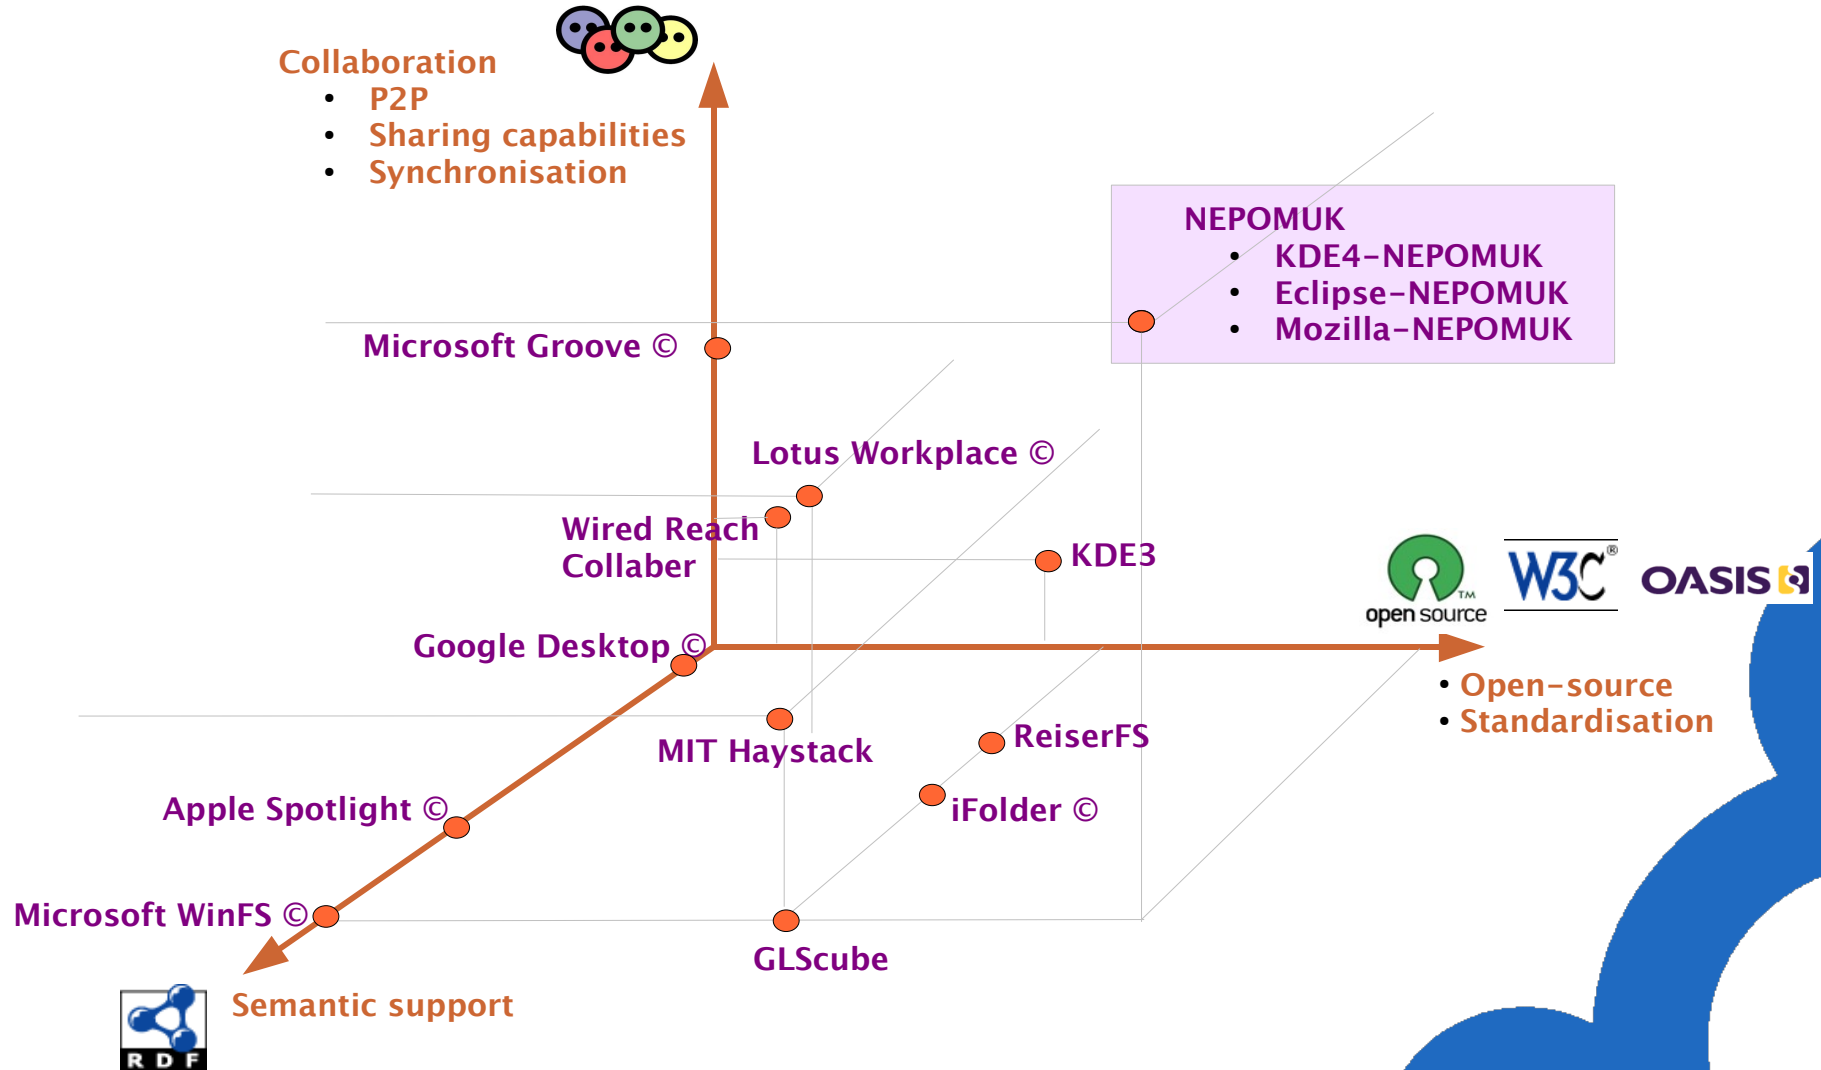 Collaboration
• P2P
• Sharing capabilities
• Synchronisation
NEPOMUK
• KDE4-NEPOMUK
• Eclipse-NEPOMUK
• Mozilla-NEPOMUK
Microsoft Groove ©
Lotus Workplace ©
Wired Reach
Collaber
KDE3
open source
TM
W3C®
OASIS
Google Desktop ©
• Open-source
• Standardisation
MIT Haystack
ReiserFS
Apple Spotlight ©
iFolder ©
Microsoft WinFS ©
GLScube
Semantic support
RDF